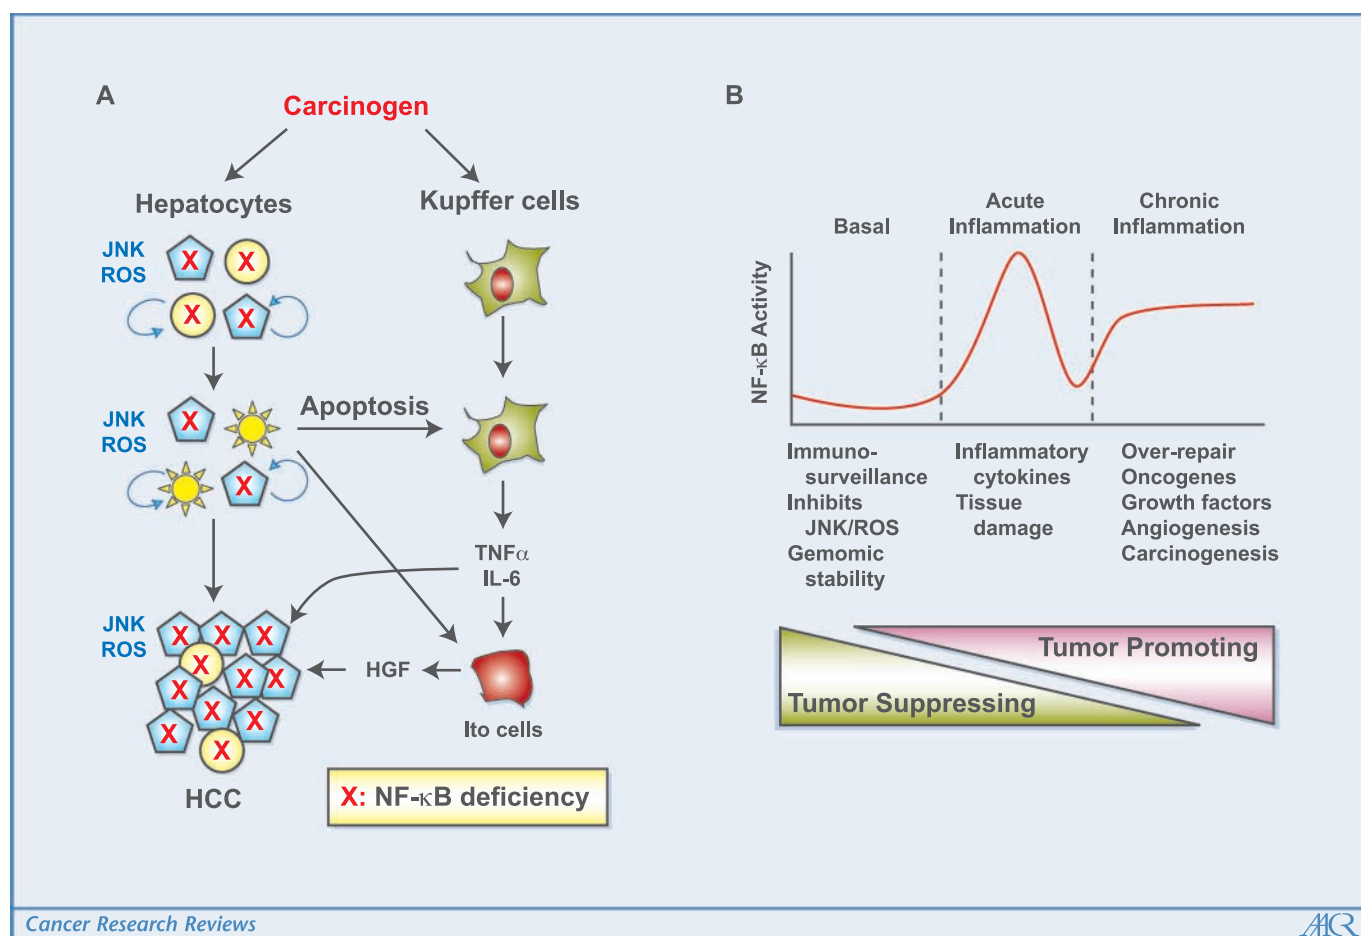 A
Carcinogen
Hepatocytes
Kupffer cells
JNK
ROS
X
X
X
X
JNK
ROS
X
X
Apoptosis
TNFα
IL-6
JNK
ROS
X
X
X
X
X
X
X
X
X
X
X
HGF
Ito cells
HCC
X: NF-κB deficiency
B
Basal
Acute
Inflammation
Chronic
Inflammation
NF-κB Activity
Immuno-
surveillance
Inhibits
JNK/ROS
Gemomic
stability
Inflammatory
cytokines
Tissue
damage
Over-repair
Oncogenes
Growth factors
Angiogenesis
Carcinogenesis
Tumor Promoting
Tumor Suppressing
Cancer Research Reviews
AACR